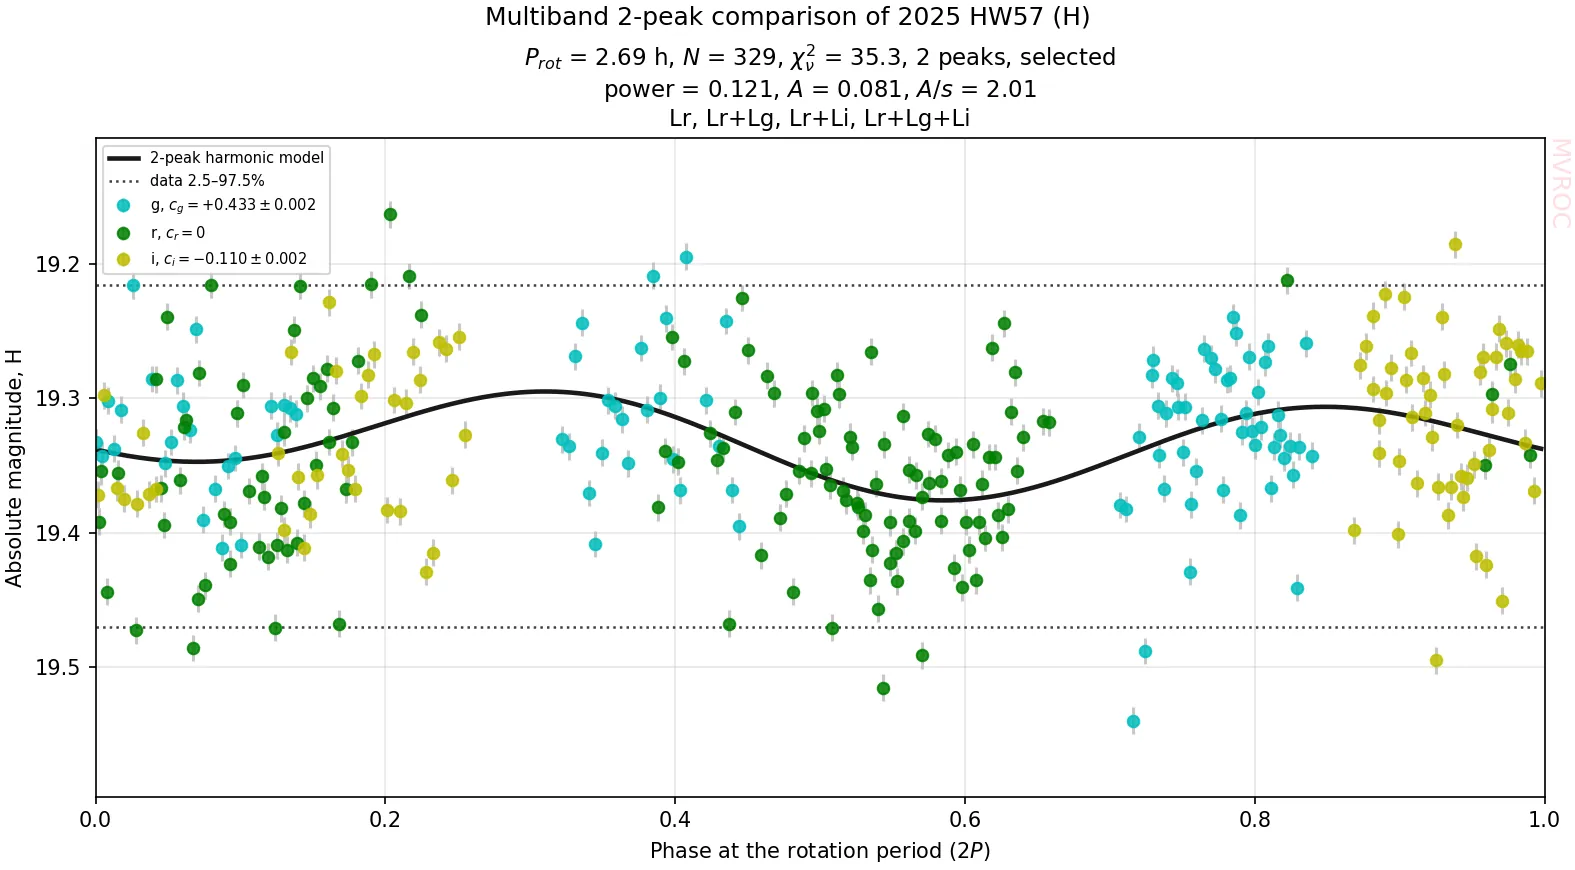 Multiband 2-peak comparison of 2025 HW57 (H)
P_rot = 2.69 h, N = 329, χ²_ν = 35.3, 2 peaks, selected
power = 0.121, A = 0.081, A/s = 2.01
Lr, Lr+Lg, Lr+Li, Lr+Lg+Li
2-peak harmonic model
data 2.5–97.5%
g, c_g = +0.433 ± 0.002
r, c_r = 0
i, c_i = −0.110 ± 0.002
MVROC
Absolute magnitude, H
19.2
19.3
19.4
19.5
0.0 0.2 0.4 0.6 0.8 1.0
Phase at the rotation period (2P)